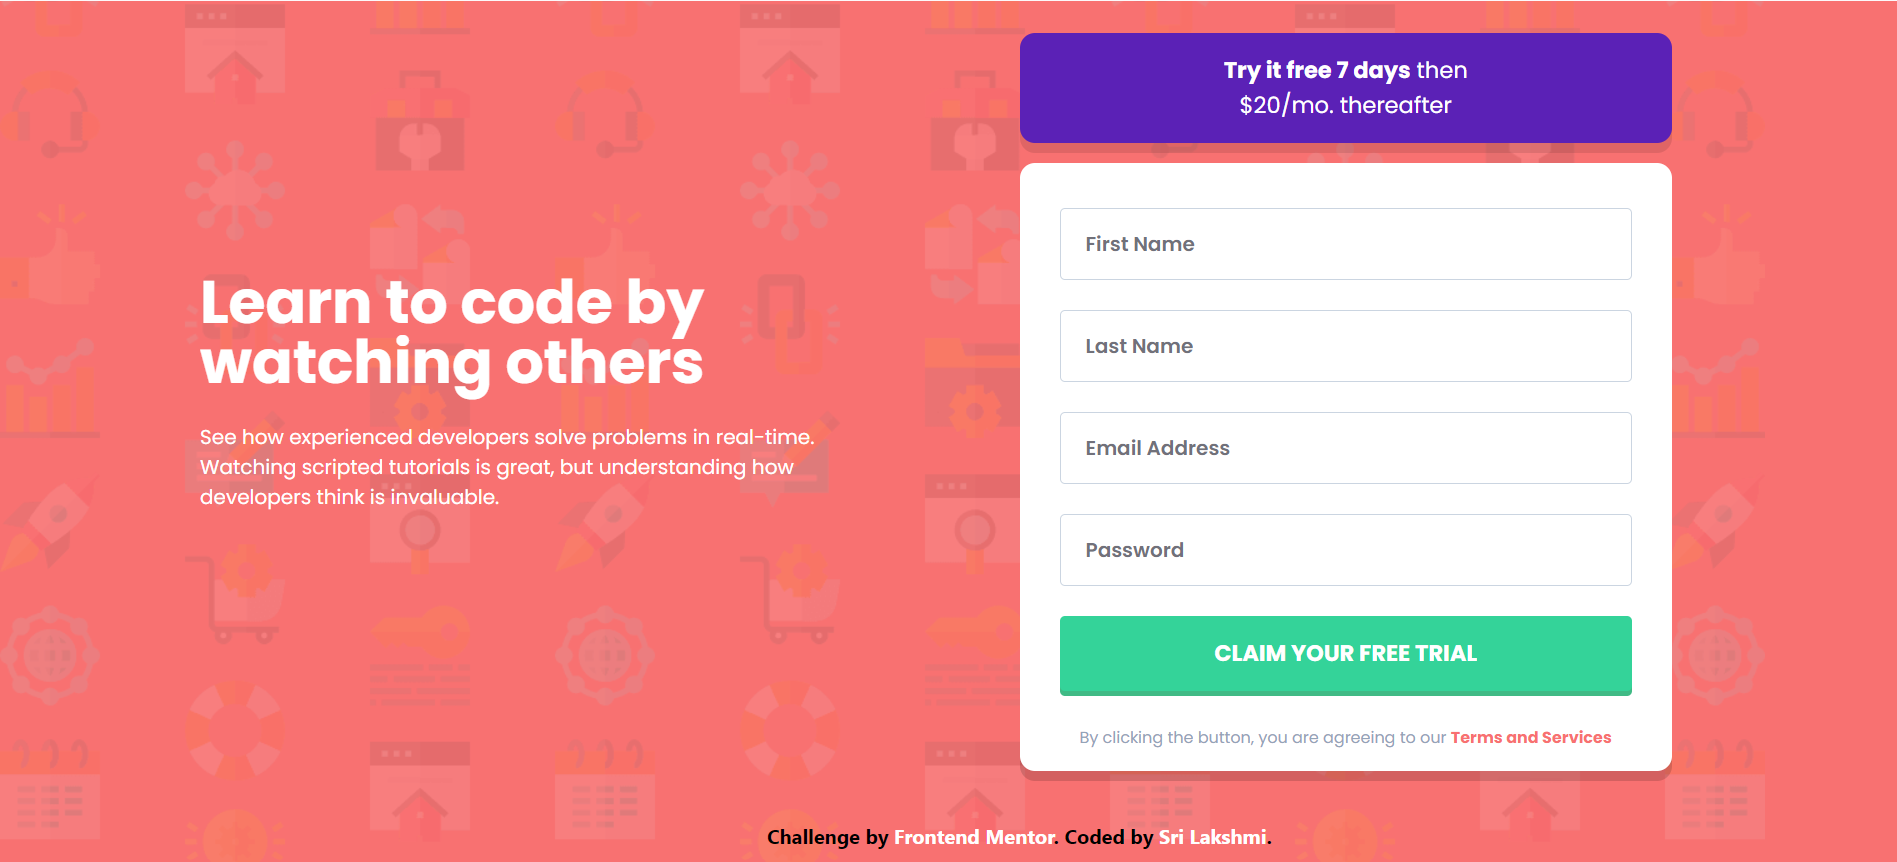 Learn to code by
watching others
See how experienced developers solve problems in real-time.
Watching scripted tutorials is great, but understanding how
developers think is invaluable.
Try it free 7 days then
$20/mo. thereafter
First Name
Last Name
Email Address
Password
CLAIM YOUR FREE TRIAL
By clicking the button, you are agreeing to our Terms and Services
Challenge by Frontend Mentor. Coded by Sri Lakshmi.